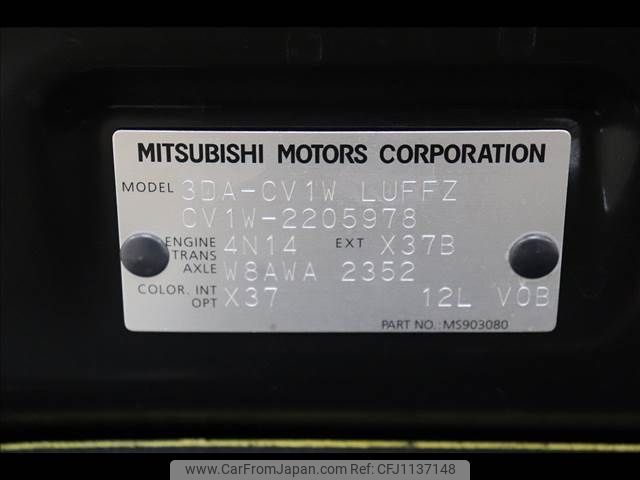 MITSUBISHI MOTORS CORPORATION
MODEL 3DA-CV1W LUFFZ
CV1W-2205978
ENGINE 4N14 EXT X37B
TRANS AXLE W8AWA 2352
COLOR. INT OPT X37 12L V0B
PART NO.: MS903080
www.CarFromJapan.com © CFJ1137148